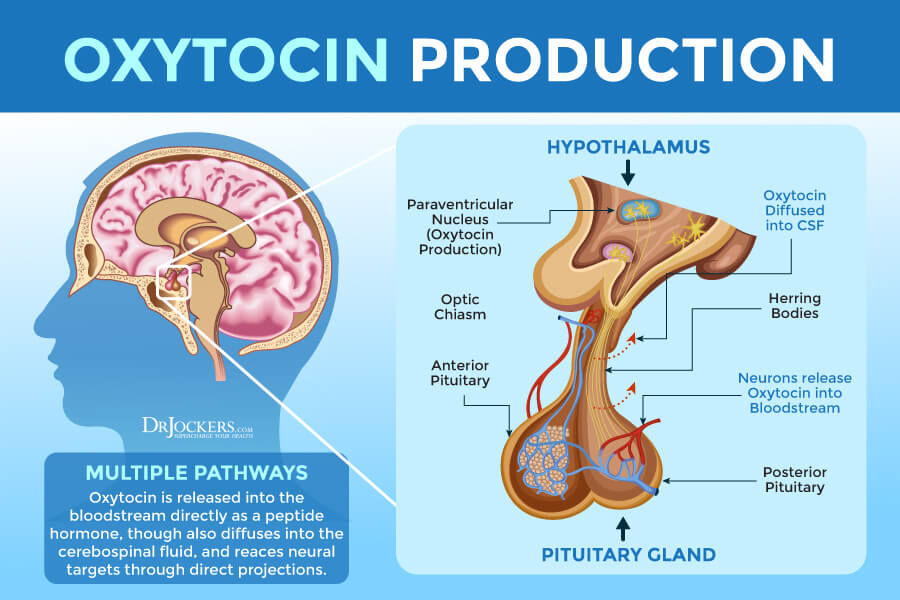 OXYTOCIN PRODUCTION
HYPOTHALAMUS
Paraventricular
Nucleus
(Oxytocin
Production)
Oxytocin
Diffused
into CSF
Optic
Chiasm
Herring
Bodies
Anterior
Pituitary
Neurons release
Oxytocin into
Bloodstream
Posterior
Pituitary
PITUITARY GLAND
DRJOCKERS.COM
SUPERCHARGE YOUR HEALTH
MULTIPLE PATHWAYS
Oxytocin is released into the
bloodstream directly as a peptide
hormone, though also diffuses into the
cerebospinal fluid, and reaces neural
targets through direct projections.